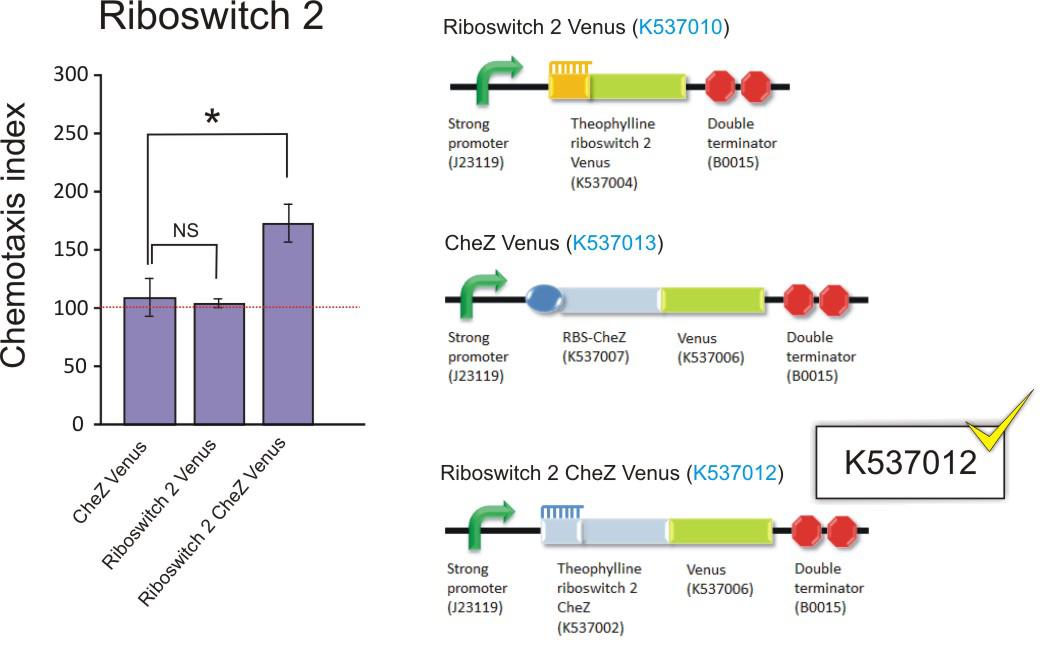 Riboswitch 2
Chemotaxis index
300
250
200
150
100
50
0
*
NS
CheZ Venus
Riboswitch 2 Venus
Riboswitch 2 CheZ Venus
Riboswitch 2 Venus (K537010)
Strong
promoter
(J23119)
Theophylline
riboswitch 2
Venus
(K537004)
Double
terminator
(B0015)
CheZ Venus (K537013)
Strong
promoter
(J23119)
RBS-CheZ
(K537007)
Venus
(K537006)
Double
terminator
(B0015)
K537012
Riboswitch 2 CheZ Venus (K537012)
Strong
promoter
(J23119)
Theophylline
riboswitch 2
CheZ
(K537002)
Venus
(K537006)
Double
terminator
(B0015)